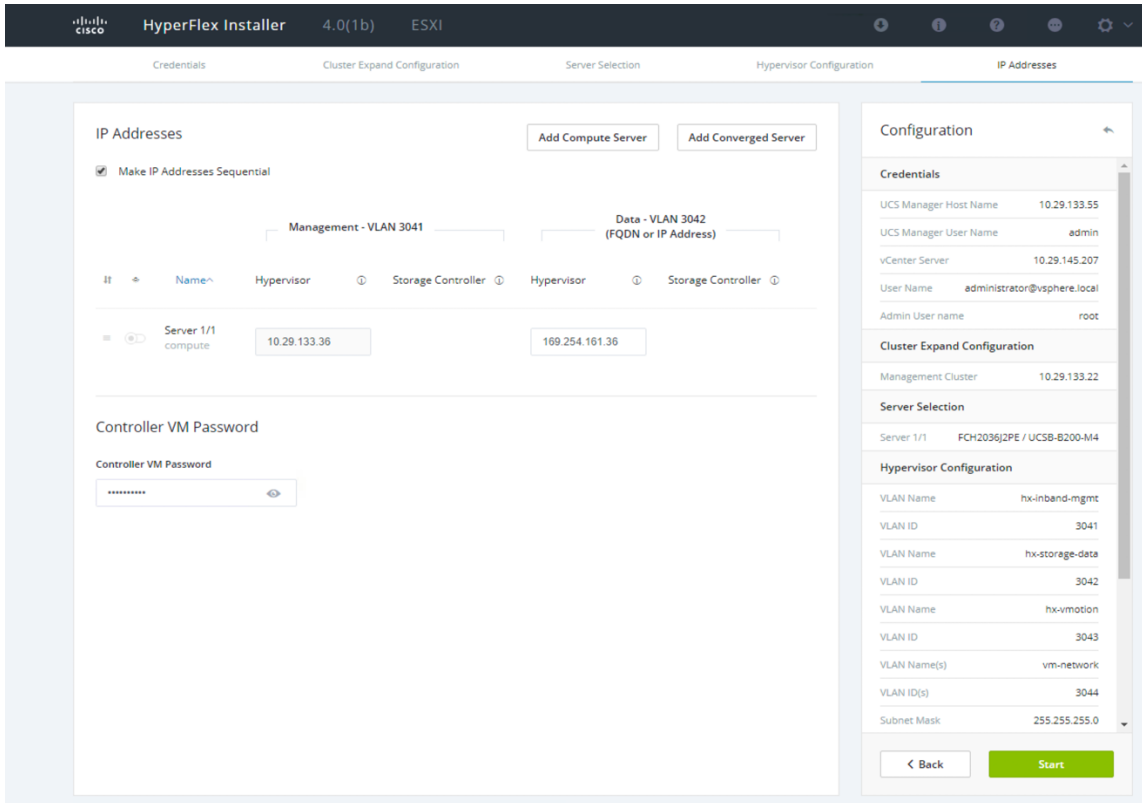 cisco HyperFlex Installer 4.0(1b) ESXI
Credentials Cluster Expand Configuration Server Selection Hypervisor Configuration IP Addresses
IP Addresses
Add Compute Server Add Converged Server
Make IP Addresses Sequential
Management - VLAN 3041
Data - VLAN 3042
(FQDN or IP Address)
Name Hypervisor Storage Controller Hypervisor Storage Controller
Server 1/1
compute
10.29.133.36 169.254.161.36
Controller VM Password
Controller VM Password
••••••••••
Configuration
Credentials
UCS Manager Host Name 10.29.133.55
UCS Manager User Name admin
vCenter Server 10.29.145.207
User Name administrator@vsphere.local
Admin User name root
Cluster Expand Configuration
Management Cluster 10.29.133.22
Server Selection
Server 1/1 FCH2036J2PE / UCSB-B200-M4
Hypervisor Configuration
VLAN Name hx-inband-mgmt
VLAN ID 3041
VLAN Name hx-storage-data
VLAN ID 3042
VLAN Name hx-vmotion
VLAN ID 3043
VLAN Name(s) vm-network
VLAN ID(s) 3044
Subnet Mask 255.255.255.0
< Back Start